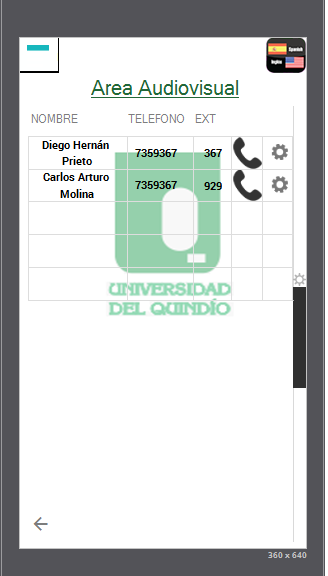 Spanish
Inglés
Area Audiovisual
NOMBRE TELEFONO EXT
Diego Hernán Prieto 7359367 367
Carlos Arturo Molina 7359367 929
UNIVERSIDAD
DEL QUINDÍO
360 x 640